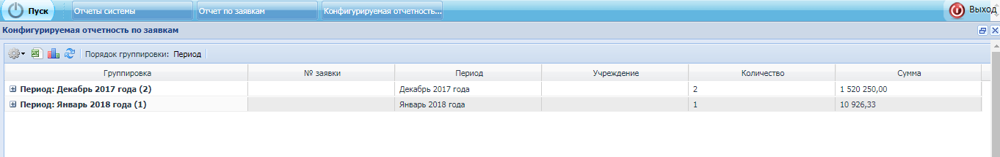 Пуск Отчеты системы Отчет по заявкам Конфигурируемая отчетность... Выход
Конфигурируемая отчетность по заявкам
Порядок группировки: Период
Группировка № заявки Период Учреждение Количество Сумма
Период: Декабрь 2017 года (2) Декабрь 2017 года 2 1 520 250,00
Период: Январь 2018 года (1) Январь 2018 года 1 10 926,33